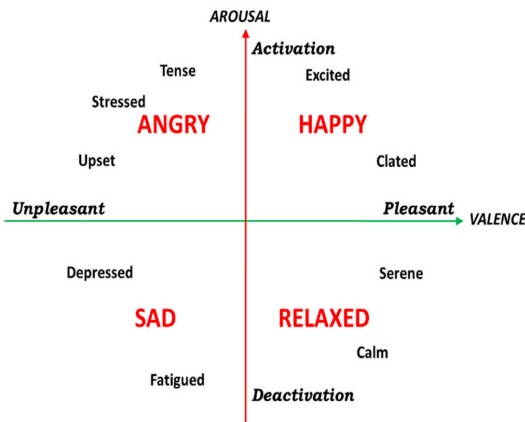 AROUSAL
Activation
Tense
Excited
Stressed
ANGRY
HAPPY
Upset
Clated
Unpleasant
Pleasant
VALENCE
Depressed
Serene
SAD
RELAXED
Calm
Fatigued
Deactivation